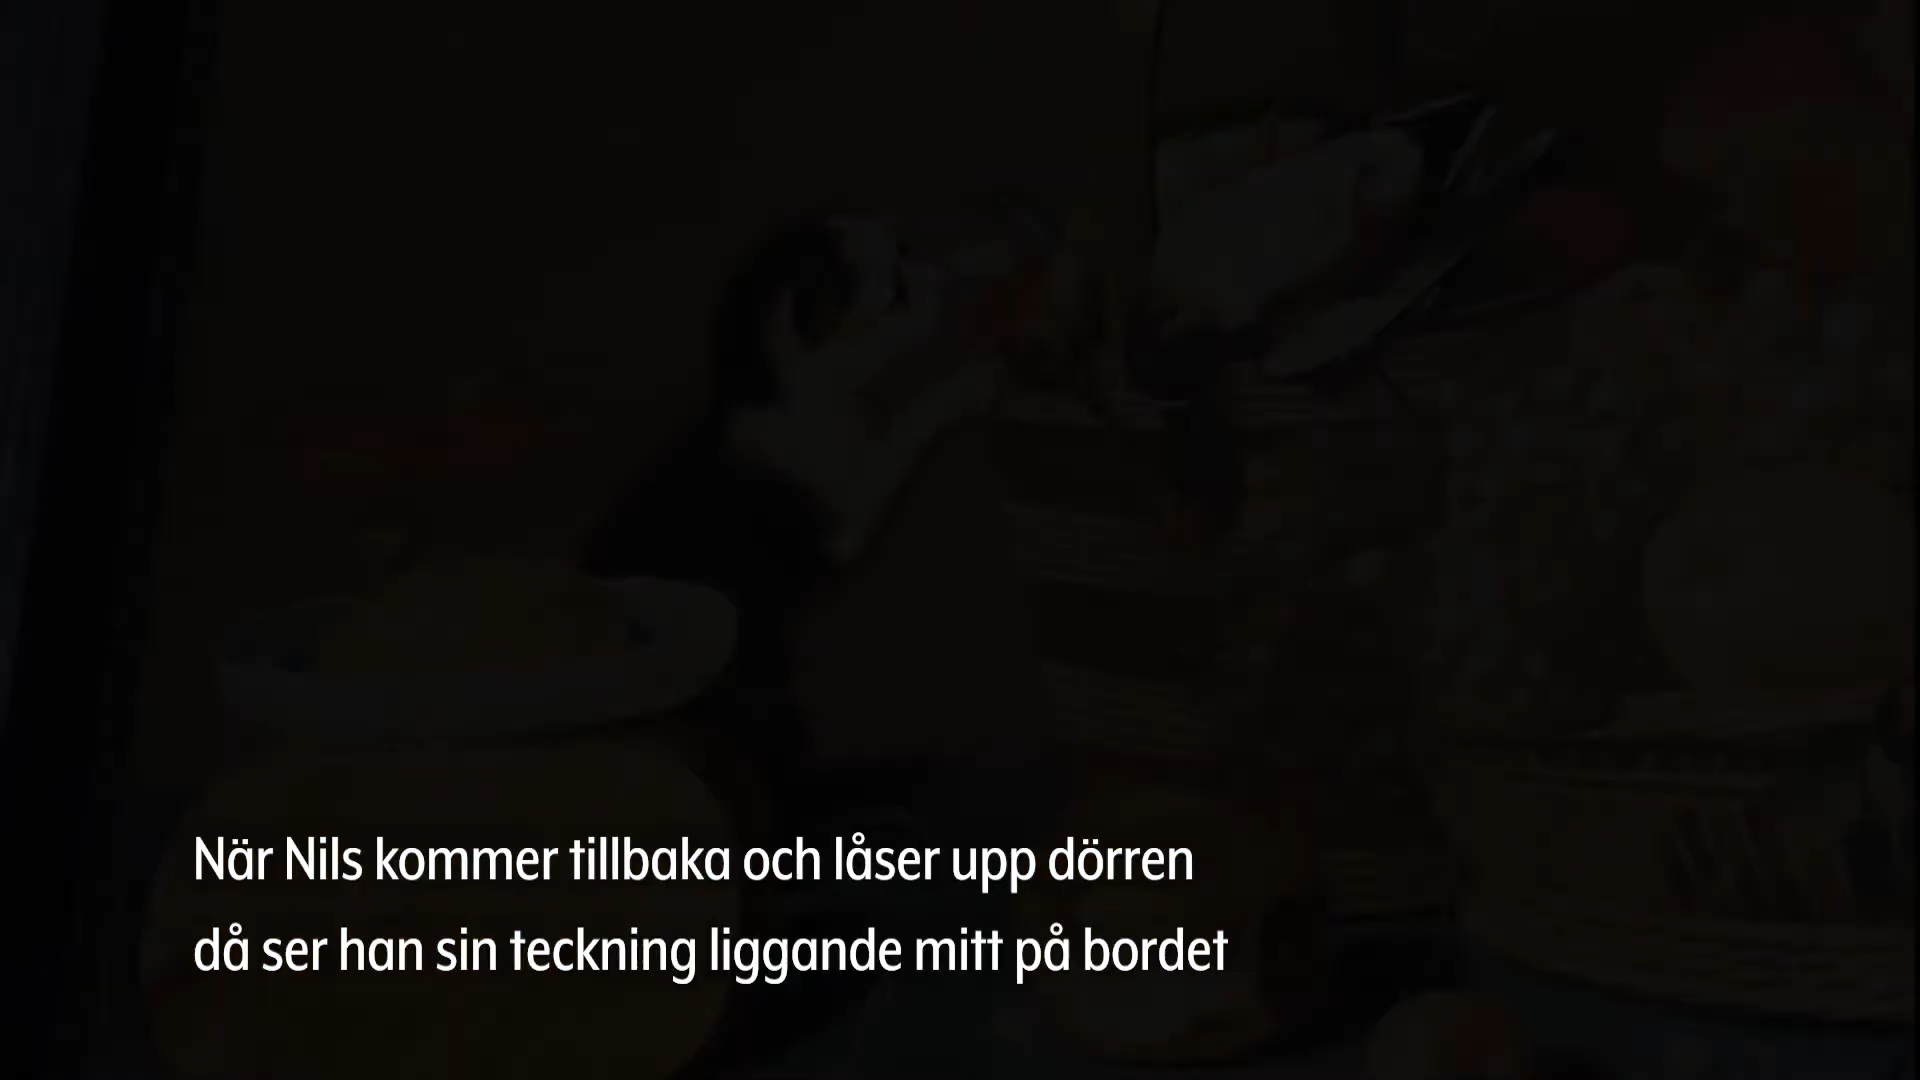 När Nils kommer tillbaka och låser upp dörren
då ser han sin teckning liggande mitt på bordet